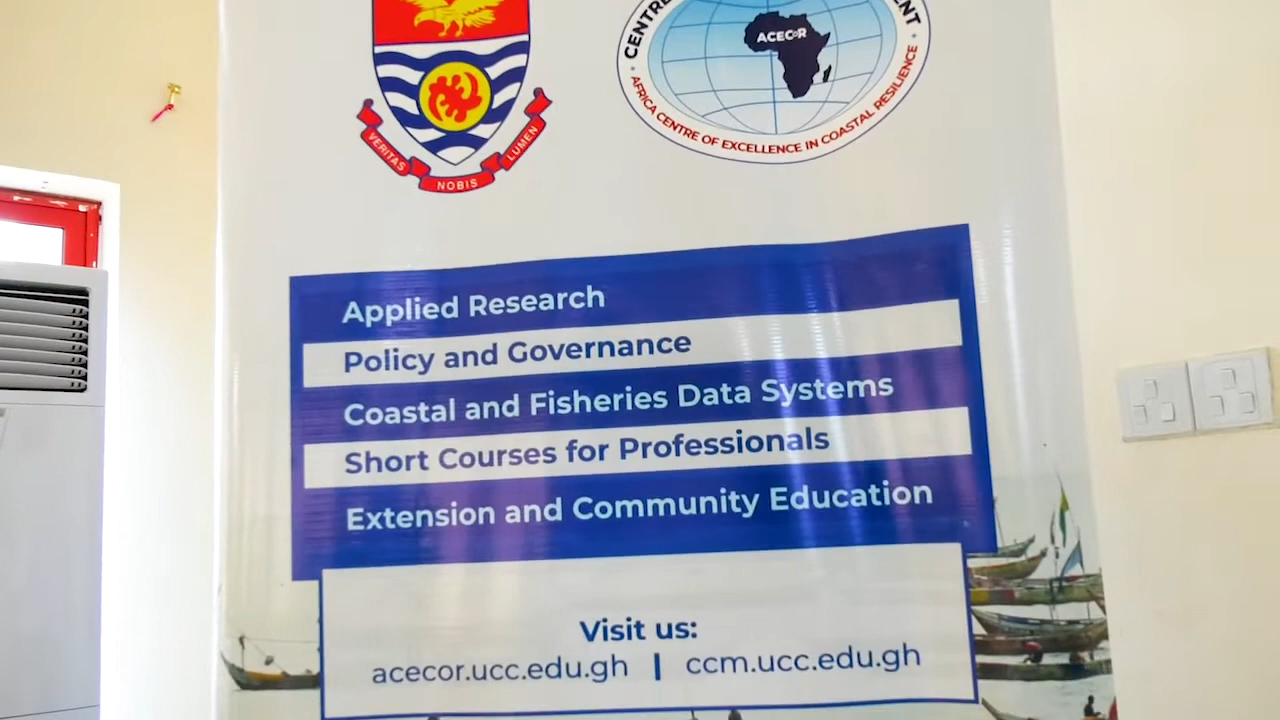 CENTRE
ACECoR
AFRICA CENTRE OF EXCELLENCE IN COASTAL RESILIENCE
VERITAS
NOBIS
LUMEN
Applied Research
Policy and Governance
Coastal and Fisheries Data Systems
Short Courses for Professionals
Extension and Community Education
Visit us:
acecor.ucc.edu.gh | ccm.ucc.edu.gh